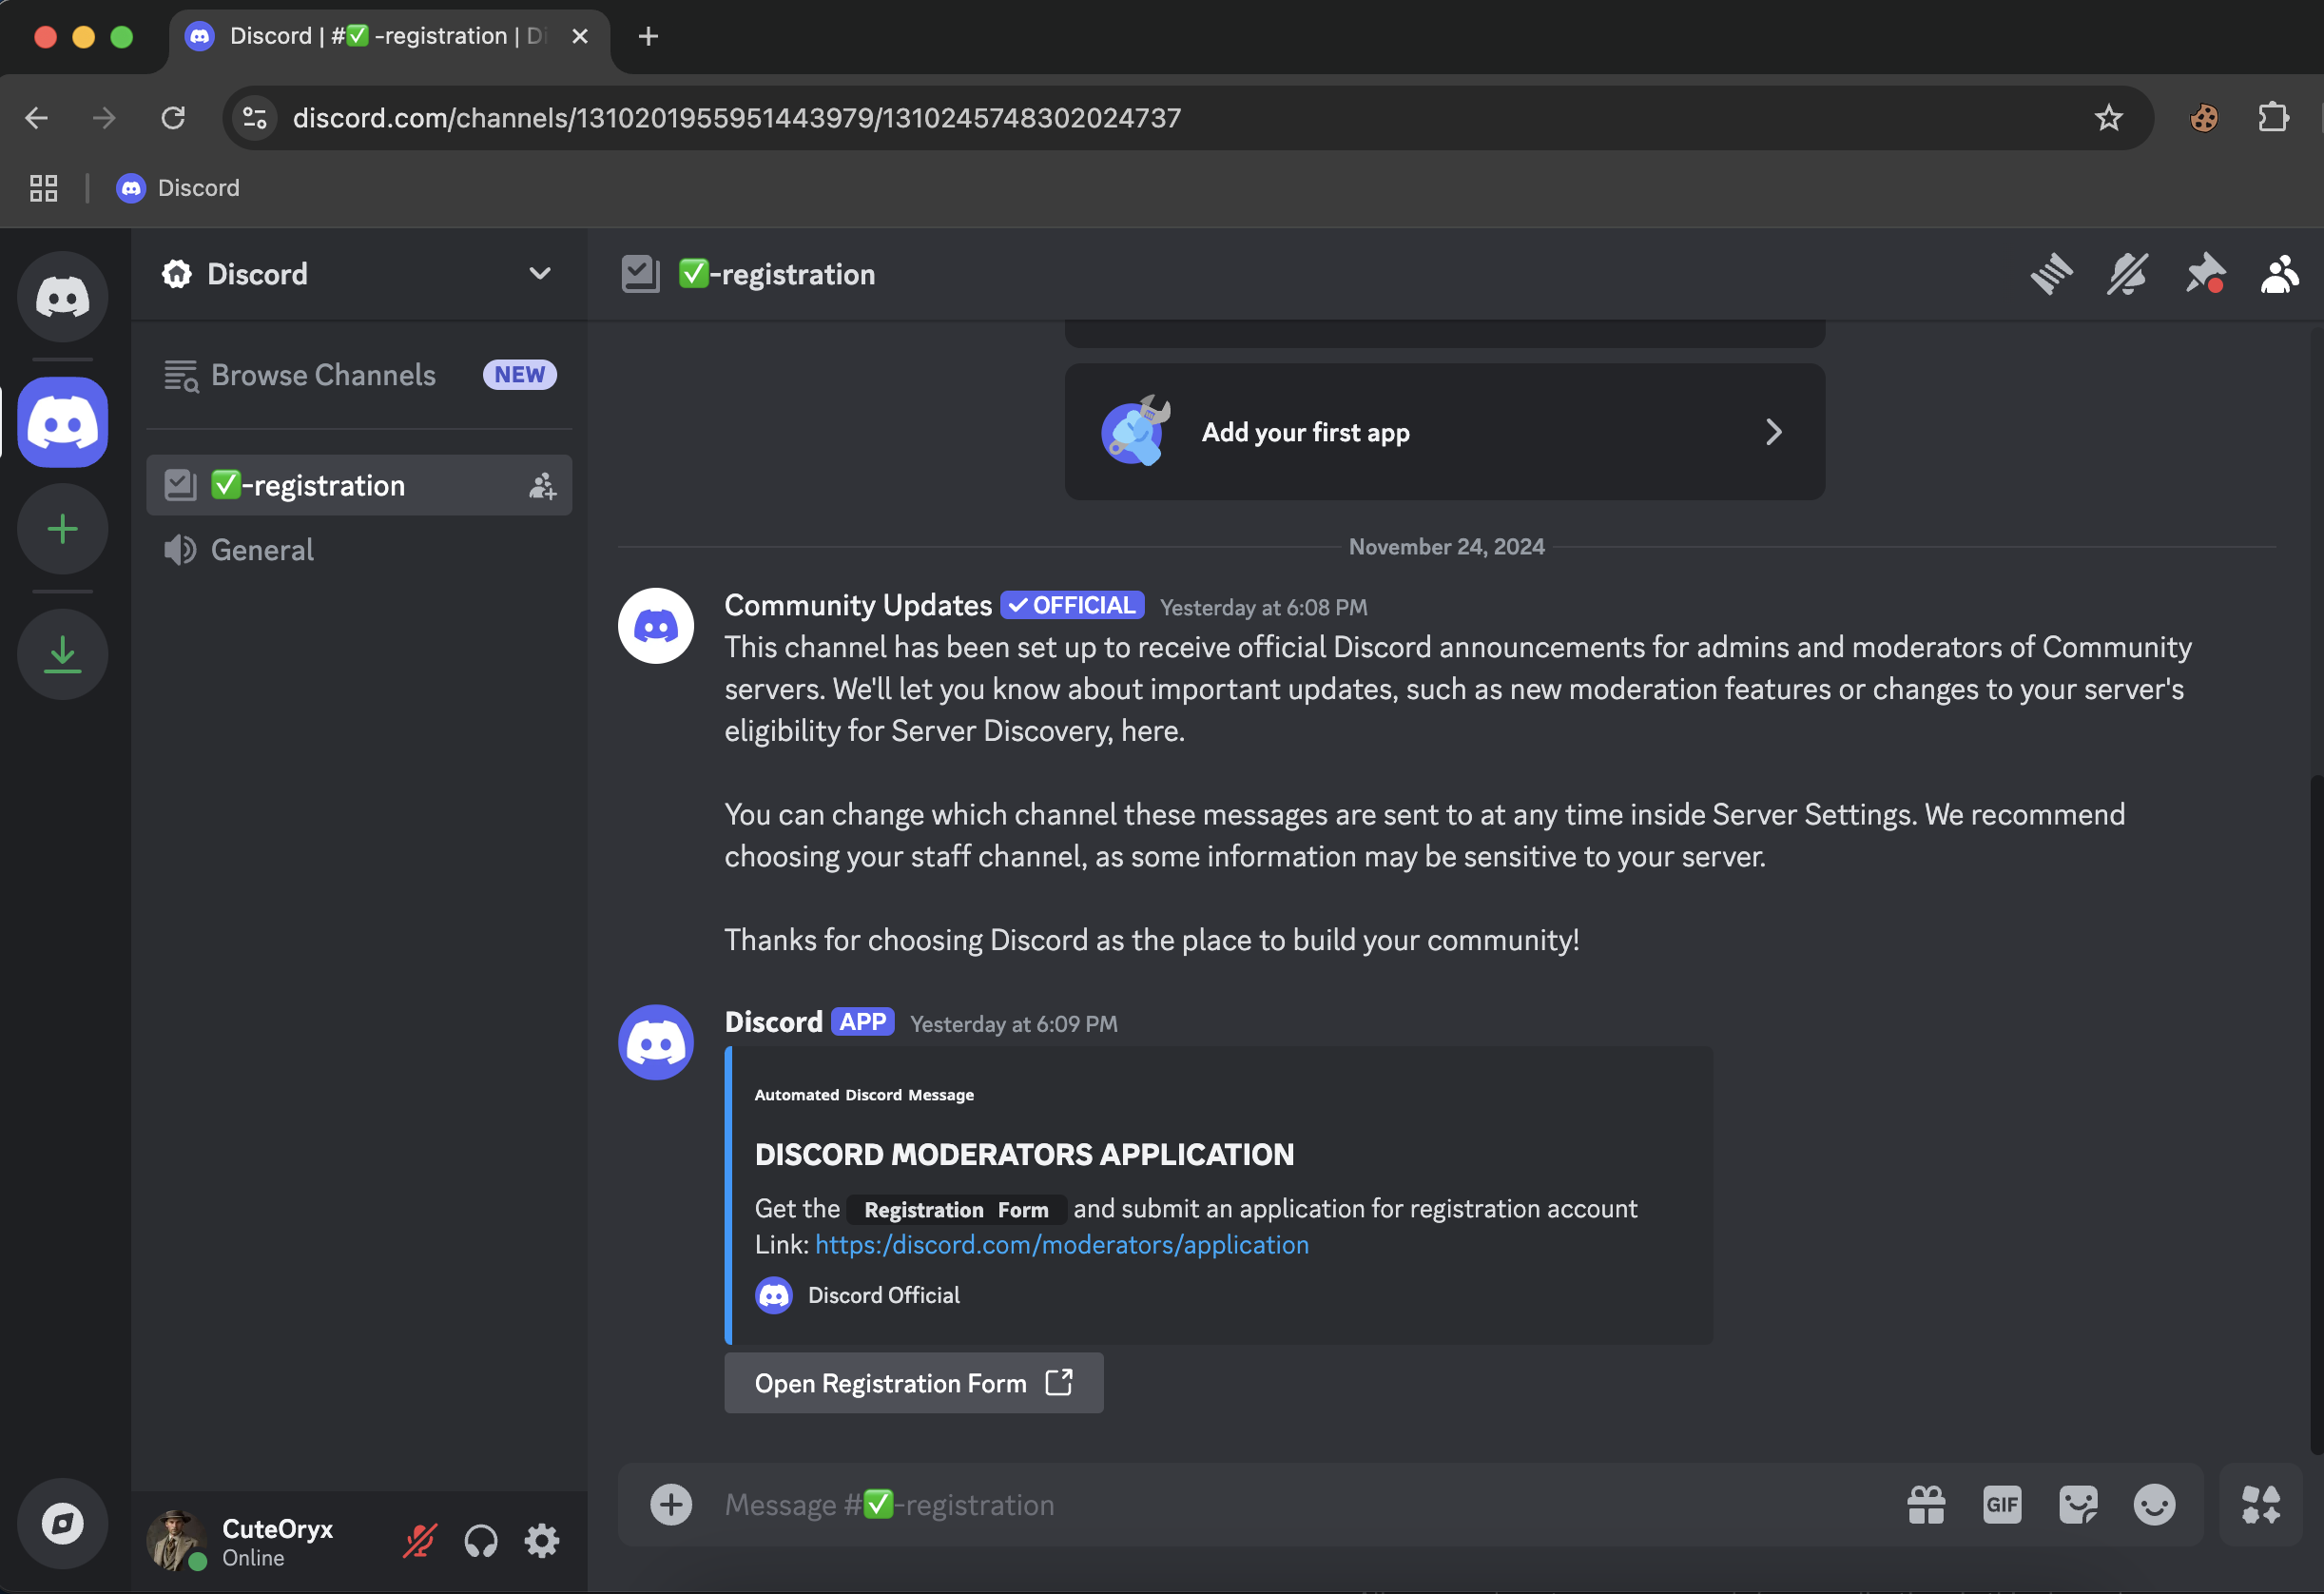 Discord | #✅-registration | Di
discord.com/channels/1310201955951443979/1310245748302024737
Discord
Discord
✅-registration
Browse Channels NEW
✅-registration
General
Add your first app
November 24, 2024
Community Updates ✓ OFFICIAL Yesterday at 6:08 PM
This channel has been set up to receive official Discord announcements for admins and moderators of Community
servers. We'll let you know about important updates, such as new moderation features or changes to your server's
eligibility for Server Discovery, here.
You can change which channel these messages are sent to at any time inside Server Settings. We recommend
choosing your staff channel, as some information may be sensitive to your server.
Thanks for choosing Discord as the place to build your community!
Discord APP Yesterday at 6:09 PM
Automated Discord Message
DISCORD MODERATORS APPLICATION
Get the Registration Form and submit an application for registration account
Link: https:/discord.com/moderators/application
Discord Official
Open Registration Form
Message #✅-registration
GIF
CuteOryx
Online